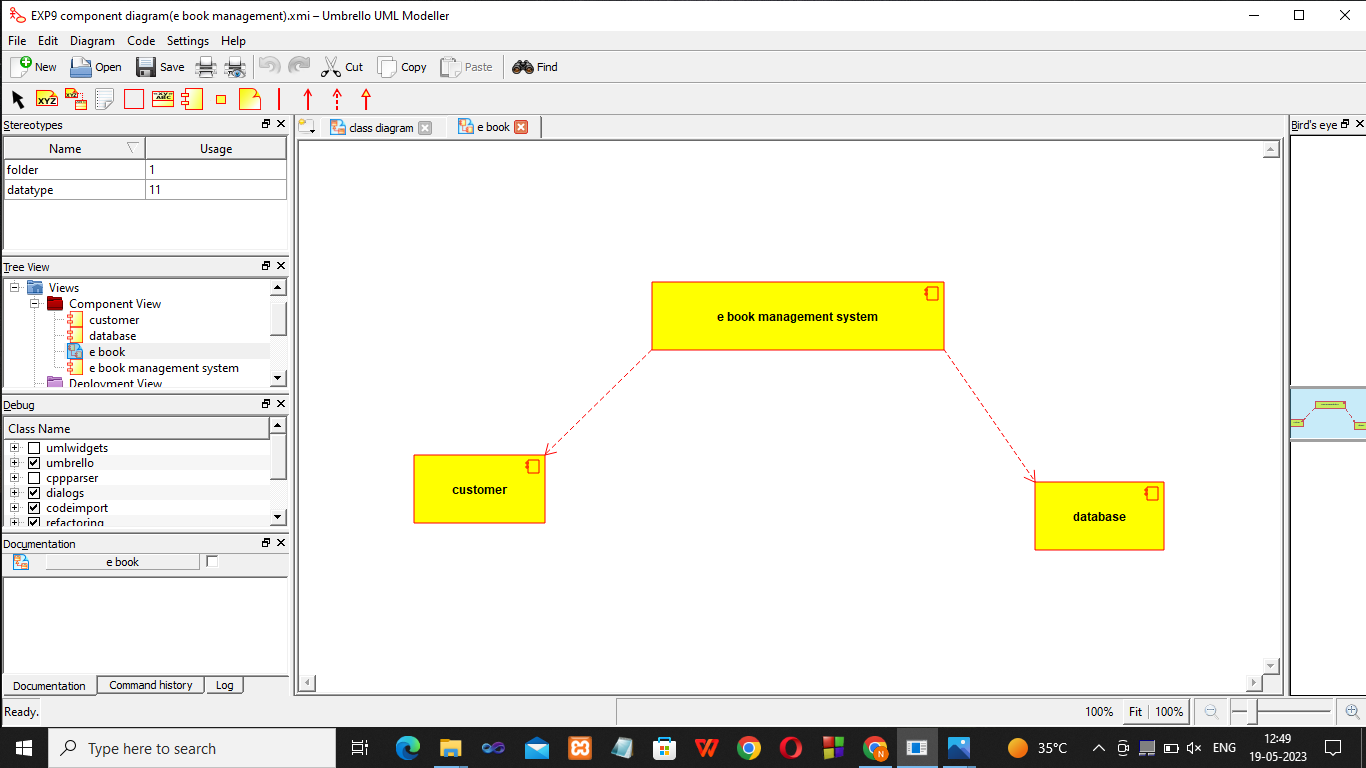 EXP9 component diagram(e book management).xmi – Umbrello UML Modeller
File Edit Diagram Code Settings Help
New Open Save Cut Copy Paste Find
XYZ
Stereotypes
Name Usage
folder 1
datatype 11
Tree View
Views
Component View
customer
database
e book
e book management system
Deployment View
Debug
Class Name
umlwidgets
umbrello
cppparser
dialogs
codeimport
refactoring
Documentation
e book
Documentation Command history Log
class diagram e book
e book management system
customer
database
Bird's eye
Ready. 100% Fit 100%
Type here to search
35°C ENG
12:49
19-05-2023